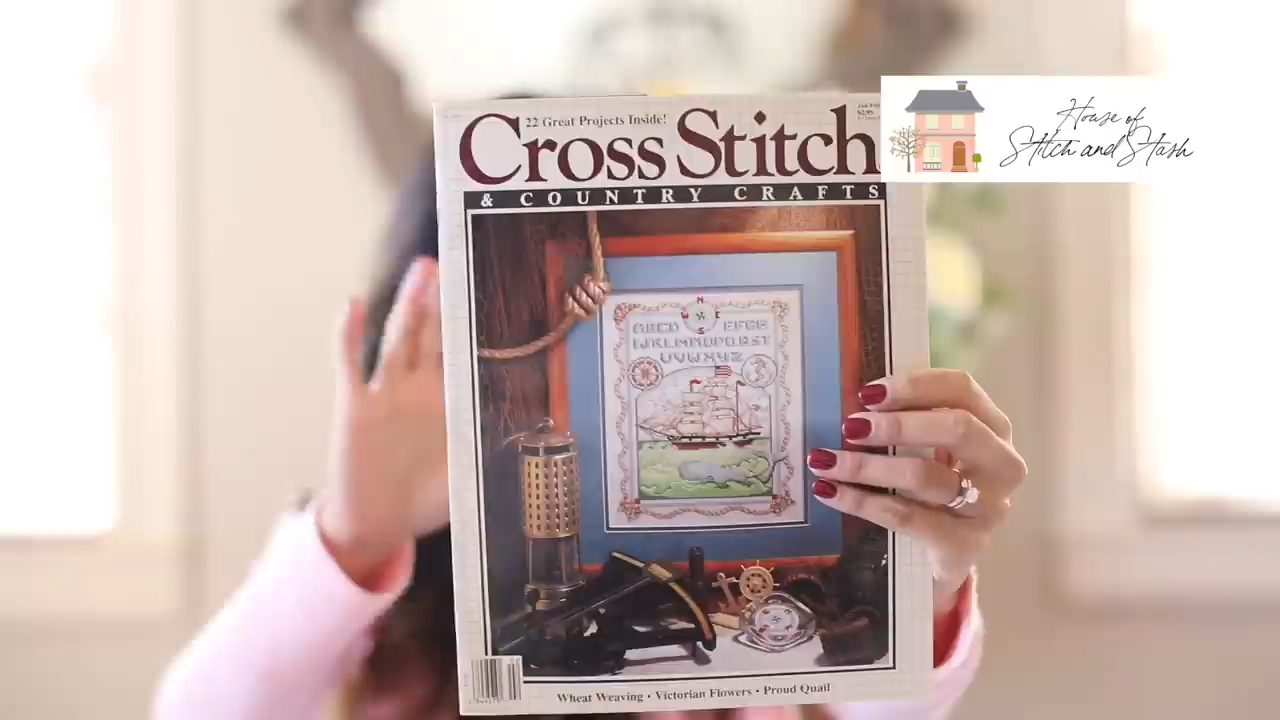 22 Great Projects Inside!
$2.95
Cross Stitch
& COUNTRY CRAFTS
House of
Stitch and Stash
N
W E
S
ABCD EFGH
IJKLMNOPQRST
UVWXYZ
Wheat Weaving • Victorian Flowers • Proud Quail